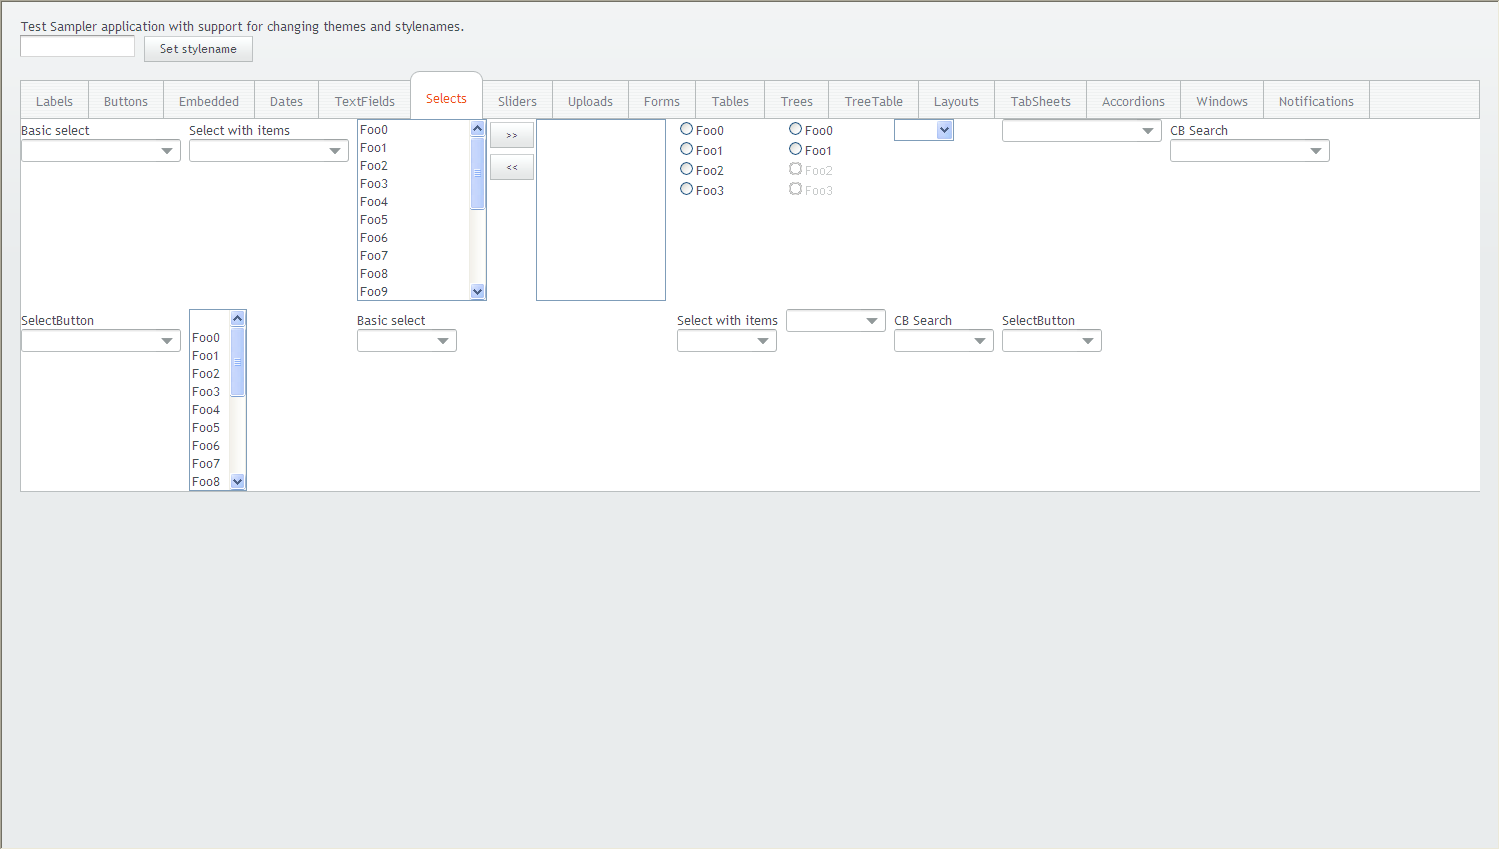 Test Sampler application with support for changing themes and stylenames.
Set stylename
Labels Buttons Embedded Dates TextFields Selects Sliders Uploads Forms Tables Trees TreeTable Layouts TabSheets Accordions Windows Notifications
Basic select
Select with items
Foo0
Foo1
Foo2
Foo3
Foo4
Foo5
Foo6
Foo7
Foo8
Foo9
>>
<<
Foo0
Foo1
Foo2
Foo3
Foo0
Foo1
Foo2
Foo3
CB Search
SelectButton
Foo0
Foo1
Foo2
Foo3
Foo4
Foo5
Foo6
Foo7
Foo8
Basic select
Select with items
CB Search
SelectButton